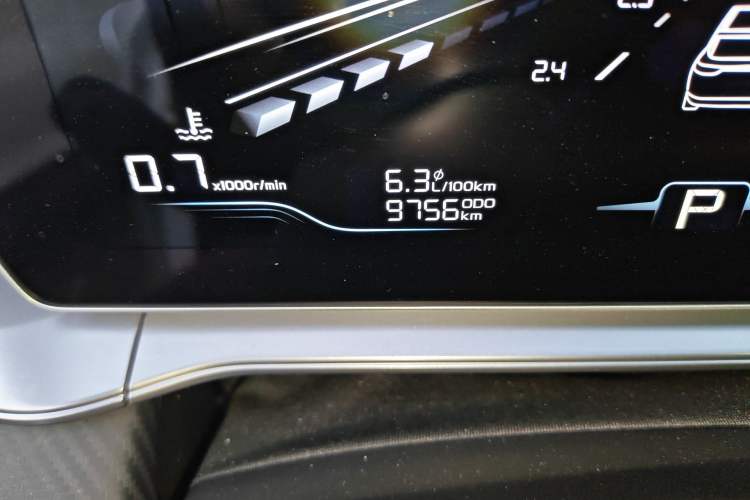 2.4
0.7 x1000r/min
6.3 ø L/100km
9756 ODO km
P